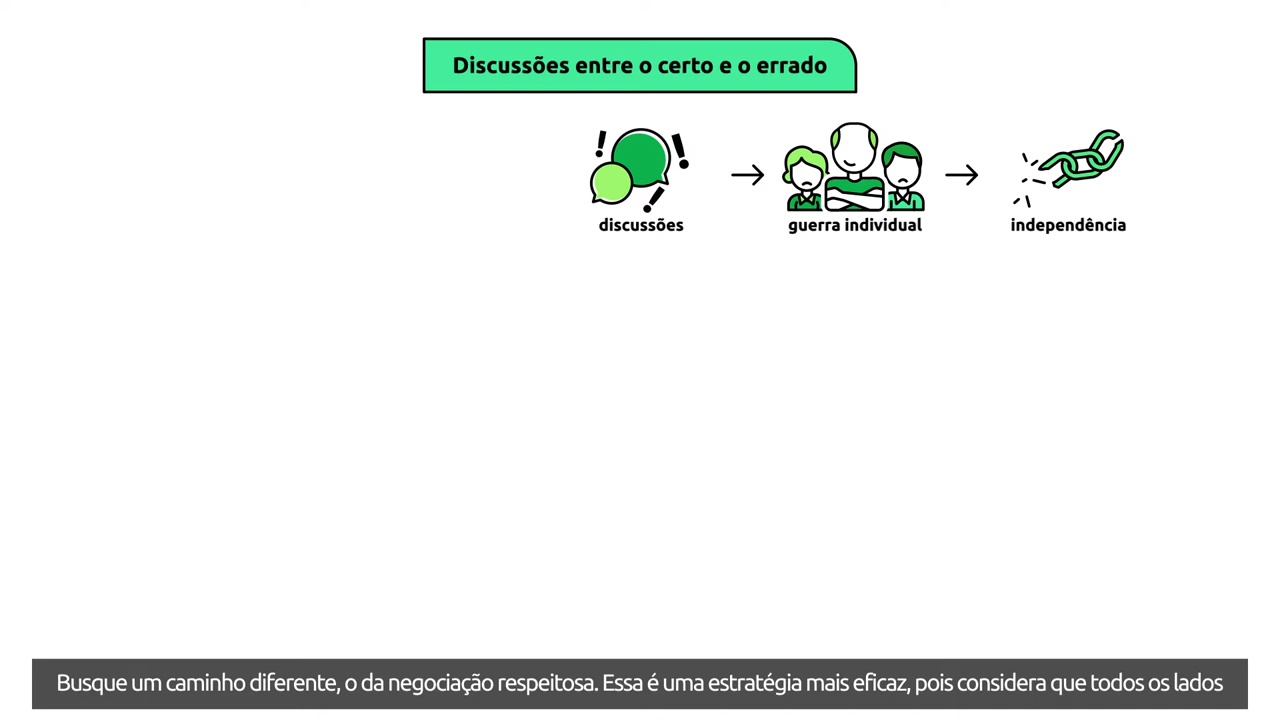 Discussões entre o certo e o errado
discussões
guerra individual
independência
Busque um caminho diferente, o da negociação respeitosa. Essa é uma estratégia mais eficaz, pois considera que todos os lados